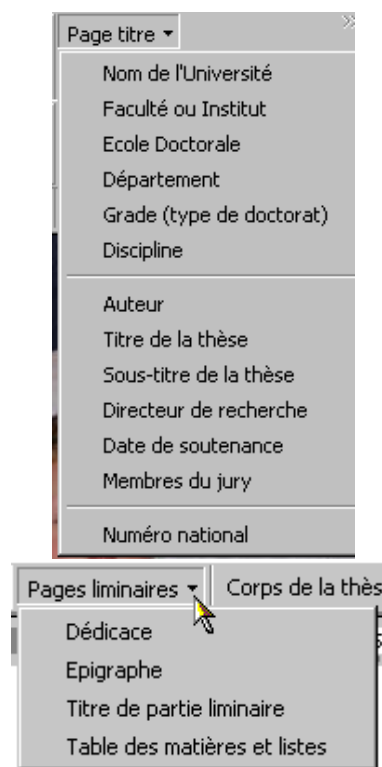 Page titre
Nom de l'Université
Faculté ou Institut
Ecole Doctorale
Département
Grade (type de doctorat)
Discipline
Auteur
Titre de la thèse
Sous-titre de la thèse
Directeur de recherche
Date de soutenance
Membres du jury
Numéro national
Pages liminaires Corps de la thès
Dédicace
Epigraphe
Titre de partie liminaire
Table des matières et listes